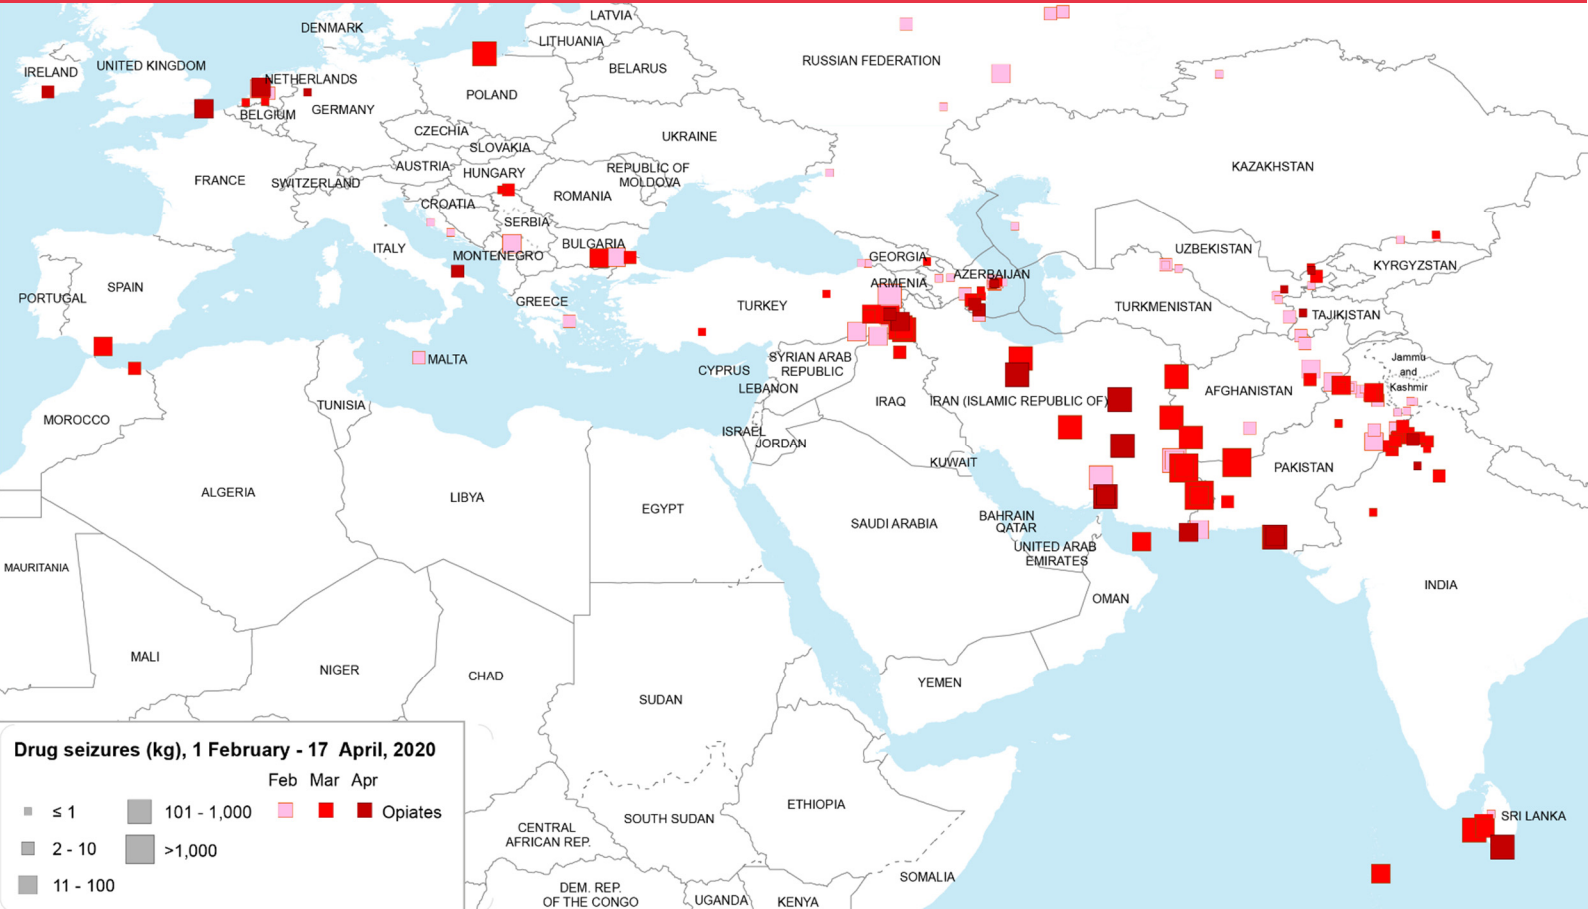 LATVIA
DENMARK
LITHUANIA
RUSSIAN FEDERATION
UNITED KINGDOM
BELARUS
IRELAND
NETHERLANDS
POLAND
GERMANY
BELGIUM
CZECHIA
UKRAINE
SLOVAKIA
AUSTRIA
KAZAKHSTAN
REPUBLIC OF
MOLDOVA
HUNGARY
FRANCE
SWITZERLAND
ROMANIA
CROATIA
SERBIA
BULGARIA
ITALY
UZBEKISTAN
MONTENEGRO
GEORGIA
KYRGYZSTAN
AZERBAIJAN
ARMENIA
SPAIN
PORTUGAL
GREECE
TURKEY
TURKMENISTAN
TAJIKISTAN
MALTA
SYRIAN ARAB
REPUBLIC
Jammu
and
Kashmir
CYPRUS
LEBANON
AFGHANISTAN
IRAQ
IRAN (ISLAMIC REPUBLIC OF)
TUNISIA
MOROCCO
ISRAEL
JORDAN
KUWAIT
PAKISTAN
ALGERIA
LIBYA
EGYPT
BAHRAIN
QATAR
SAUDI ARABIA
UNITED ARAB
EMIRATES
MAURITANIA
INDIA
OMAN
MALI
NIGER
CHAD
YEMEN
SUDAN
Drug seizures (kg), 1 February - 17 April, 2020
Feb Mar Apr
≤ 1 101 - 1,000 Opiates
2 - 10 >1,000
11 - 100
ETHIOPIA
SOUTH SUDAN
SRI LANKA
CENTRAL
AFRICAN REP.
SOMALIA
DEM. REP.
OF THE CONGO
UGANDA
KENYA